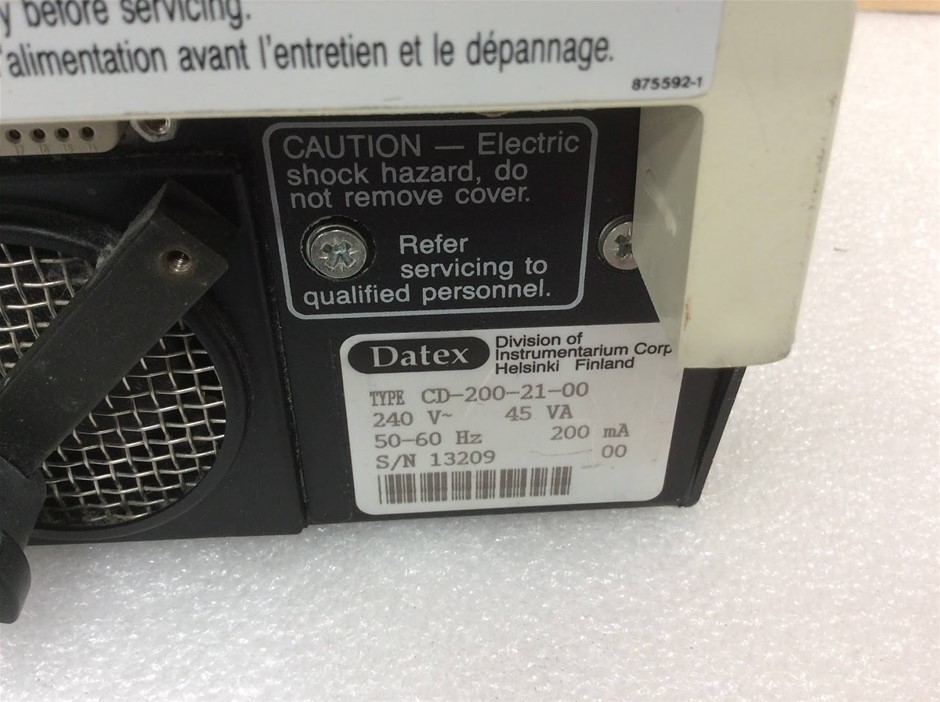 before servicing.
alimentation avant l'entretien et le dépannage.
875592-1
CAUTION — Electric
shock hazard, do
not remove cover.
Refer
servicing to
qualified personnel.
Datex
Division of
Instrumentarium Corp
Helsinki Finland
TYPE CD-200-21-00
240 V~ 45 VA
50-60 Hz 200 mA
S/N 13209 00